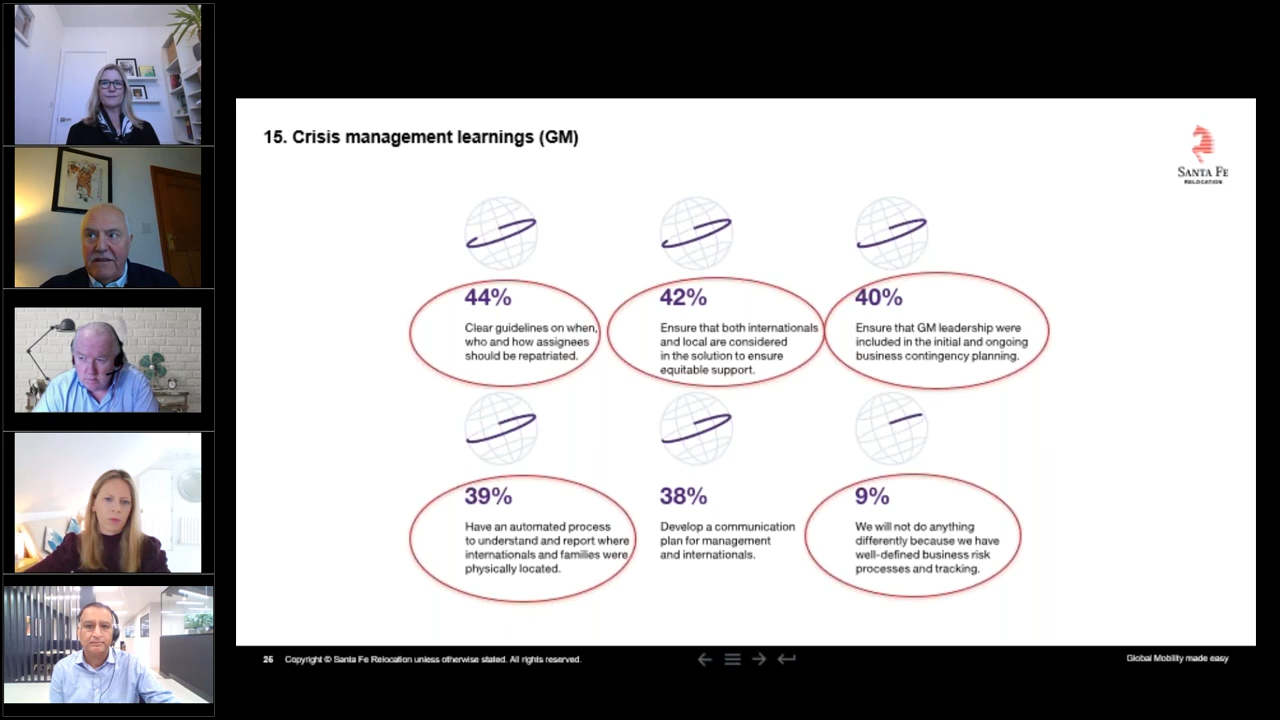 15. Crisis management learnings (GM)
SANTA FE
RELOCATION
44%
Clear guidelines on when,
who and how assignees
should be repatriated.
42%
Ensure that both internationals
and local are considered
in the solution to ensure
equitable support.
40%
Ensure that GM leadership were
included in the initial and ongoing
business contingency planning.
39%
Have an automated process
to understand and report where
internationals and families were
physically located.
38%
Develop a communication
plan for management
and internationals.
9%
We will not do anything
differently because we have
well-defined business risk
processes and tracking.
26 Copyright © Santa Fe Relocation unless otherwise stated. All rights reserved.
Global Mobility made easy